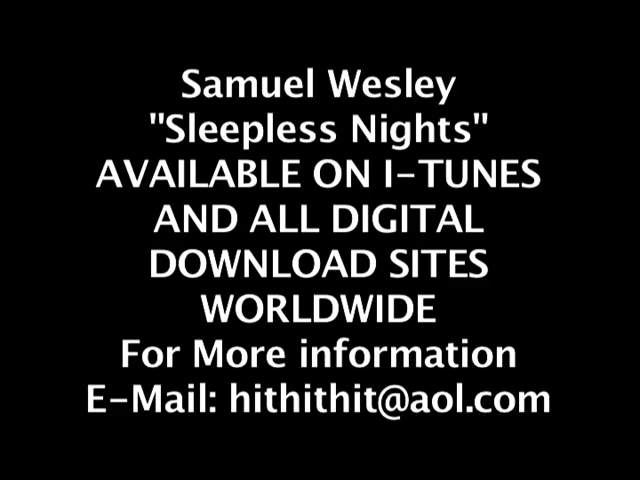 Samuel Wesley
"Sleepless Nights"
AVAILABLE ON I-TUNES
AND ALL DIGITAL
DOWNLOAD SITES
WORLDWIDE
For More information
E-Mail: hithithit@aol.com